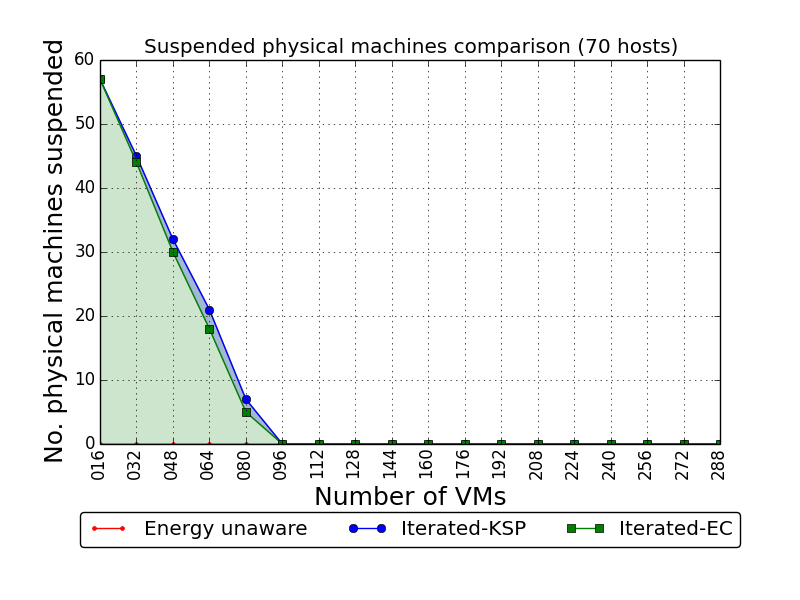 Suspended physical machines comparison (70 hosts)
No. physical machines suspended
60
50
40
30
20
10
0
016 032 048 064 080 096 112 128 144 160 176 192 208 224 240 256 272 288
Number of VMs
Energy unaware Iterated-KSP Iterated-EC